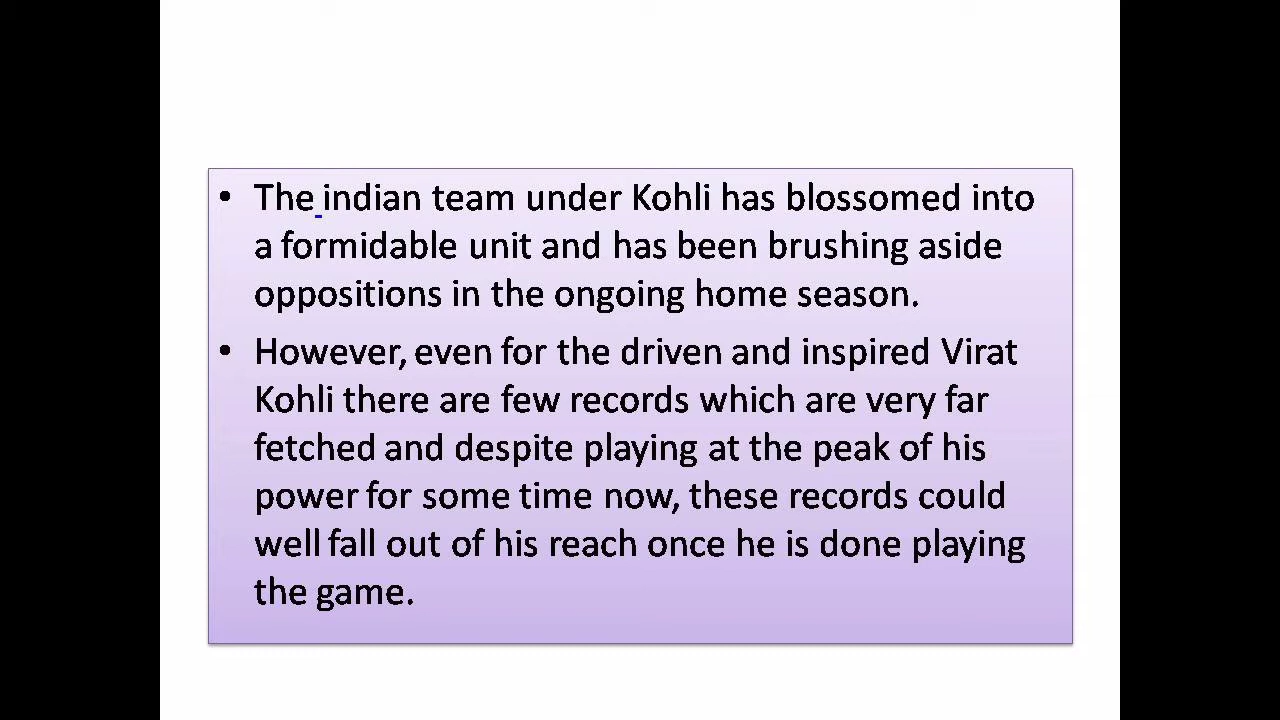 • The indian team under Kohli has blossomed into
a formidable unit and has been brushing aside
oppositions in the ongoing home season.
• However, even for the driven and inspired Virat
Kohli there are few records which are very far
fetched and despite playing at the peak of his
power for some time now, these records could
well fall out of his reach once he is done playing
the game.